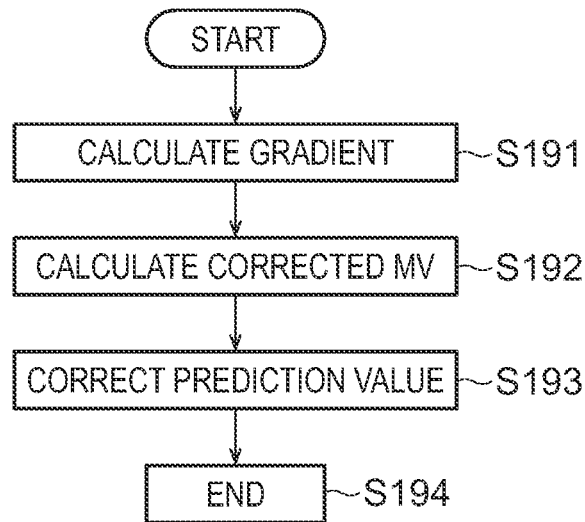 START
CALCULATE GRADIENT S191
CALCULATE CORRECTED MV S192
CORRECT PREDICTION VALUE S193
END S194